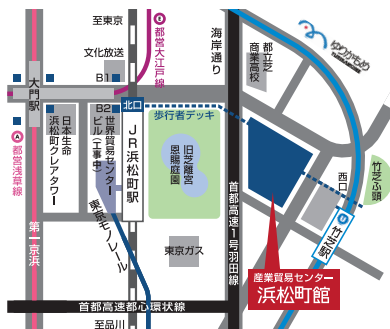 至東京
E
都営大江戸線
文化放送
海岸通り
都立芝
商業高校
ゆりかもめ
大門駅
B1
B2
北口
歩行者デッキ
A
都営浅草線
日本生命
浜松町クレアタワー
世界貿易センター
ビル(工事中)
JR浜松町駅
旧芝離宮
恩賜庭園
首都高速1号羽田線
西口
竹芝ふ頭
U
竹芝駅
第一京浜
東京モノレール
東京ガス
産業貿易センター
浜松町館
首都高速都心環状線
至品川